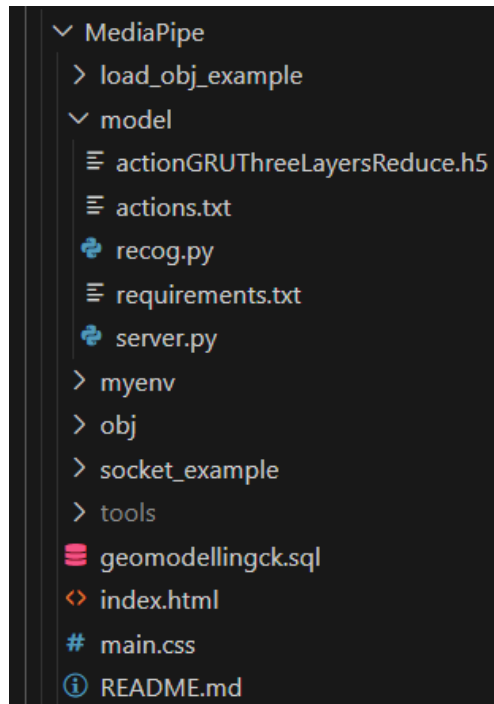 MediaPipe
load_obj_example
model
actionGRUThreeLayersReduce.h5
actions.txt
recog.py
requirements.txt
server.py
myenv
obj
socket_example
tools
geomodellingck.sql
index.html
main.css
README.md